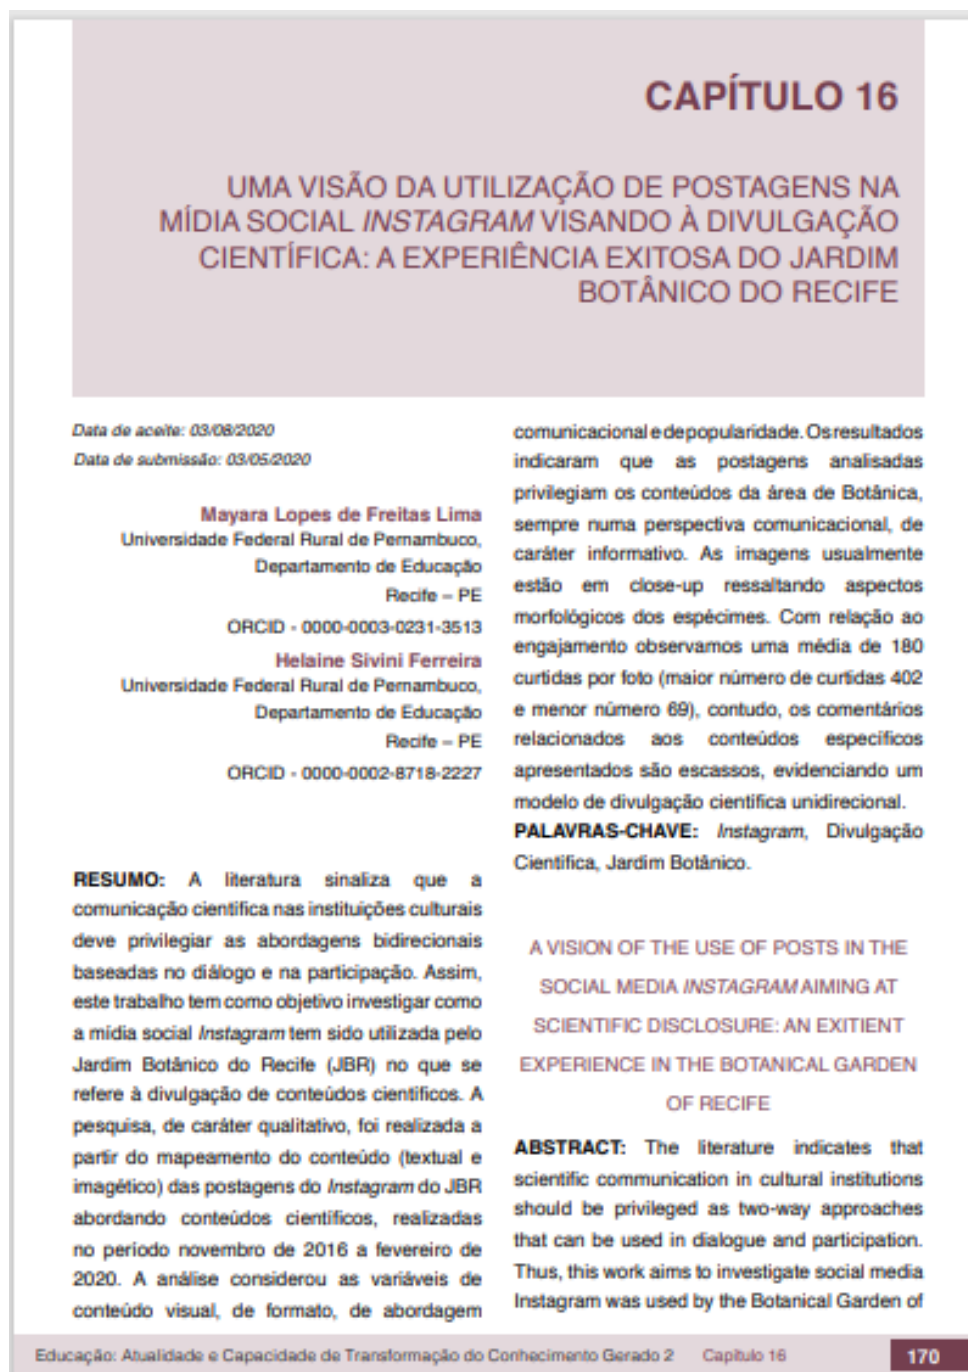 CAPÍTULO 16
UMA VISÃO DA UTILIZAÇÃO DE POSTAGENS NA
MÍDIA SOCIAL INSTAGRAM VISANDO À DIVULGAÇÃO
CIENTÍFICA: A EXPERIÊNCIA EXITOSA DO JARDIM
BOTÂNICO DO RECIFE
Data de aceite: 03/08/2020
Data de submissão: 03/05/2020
Mayara Lopes de Freitas Lima
Universidade Federal Rural de Pernambuco,
Departamento de Educação
Recife – PE
ORCID - 0000-0003-0231-3513
Helaine Sivini Ferreira
Universidade Federal Rural de Pernambuco,
Departamento de Educação
Recife – PE
ORCID - 0000-0002-8718-2227
RESUMO: A literatura sinaliza que a
comunicação científica nas instituições culturais
deve privilegiar as abordagens bidirecionais
baseadas no diálogo e na participação. Assim,
este trabalho tem como objetivo investigar como
a mídia social Instagram tem sido utilizada pelo
Jardim Botânico do Recife (JBR) no que se
refere à divulgação de conteúdos científicos. A
pesquisa, de caráter qualitativo, foi realizada a
partir do mapeamento do conteúdo (textual e
imagético) das postagens do Instagram do JBR
abordando conteúdos científicos, realizadas
no período novembro de 2016 a fevereiro de
2020. A análise considerou as variáveis de
conteúdo visual, de formato, de abordagem
comunicacional e de popularidade. Os resultados
indicaram que as postagens analisadas
privilegiam os conteúdos da área de Botânica,
sempre numa perspectiva comunicacional, de
caráter informativo. As imagens usualmente
estão em close-up ressaltando aspectos
morfológicos dos espécimes. Com relação ao
engajamento observamos uma média de 180
curtidas por foto (maior número de curtidas 402
e menor número 69), contudo, os comentários
relacionados aos conteúdos específicos
apresentados são escassos, evidenciando um
modelo de divulgação científica unidirecional.
PALAVRAS-CHAVE: Instagram, Divulgação
Científica, Jardim Botânico.
A VISION OF THE USE OF POSTS IN THE
SOCIAL MEDIA INSTAGRAM AIMING AT
SCIENTIFIC DISCLOSURE: AN EXITIENT
EXPERIENCE IN THE BOTANICAL GARDEN
OF RECIFE
ABSTRACT: The literature indicates that
scientific communication in cultural institutions
should be privileged as two-way approaches
that can be used in dialogue and participation.
Thus, this work aims to investigate social media
Instagram was used by the Botanical Garden of
Educação: Atualidade e Capacidade de Transformação do Conhecimento Gerado 2 Capítulo 16 170